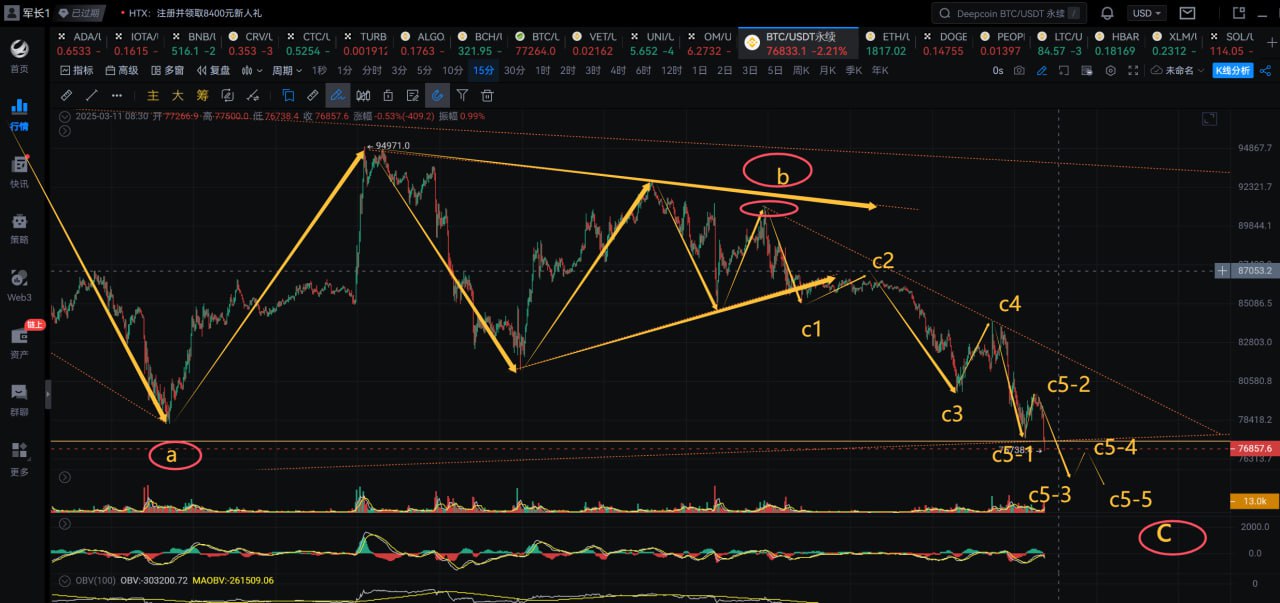 军长1 已过期 • HTX：注册并领取8400元新人礼 Deepcoin BTC/USDT 永续 / USD
ADA/U IOTA/ BNB/U CRV/U CTC/U TURB ALGO BCH/U BTC/U VET/U UNI/U OM/U BTC/USDT永续 ETH/U DOGE PEOPI LTC/U HBAR XLM/U SOL/U
0.6533 -3 0.1615 - 516.1 -2 0.353 -3 0.5254 - 0.001912 0.1763 - 321.95 - 77264.0 0.02162 5.652 -4 6.2732 - 76833.1 -2.21% 1817.02 0.14755 0.01397 84.57 -3 0.18169 0.2312 - 114.05 -
指标 高级 多窗 复盘 周期 1秒 1分 分时 3分 5分 10分 15分 30分 1时 2时 3时 4时 6时 12时 1日 2日 3日 5日 周K 月K 季K 年K 0s 未命名 K线分析
主 大 筹
2025-03-11 08:30 开 77266.9 高 77500.0 低 76738.4 收 76857.6 涨幅 -0.53%(-409.2) 振幅 0.99%
首页
行情
快讯
策略
Web3
链上
资产
群聊
更多
94971.0
b
c2
c4
c1
c5-2
c3
a
c5-1
c5-4
c5-3
c5-5
C
94867.7
92321.7
89844.1
87053.2
85086.5
82803.0
80580.8
78418.2
76857.6
76313.7
13.0k
2000.0
0.0
0
OBV(100) OBV:-303200.72 MAOBV:-261509.06